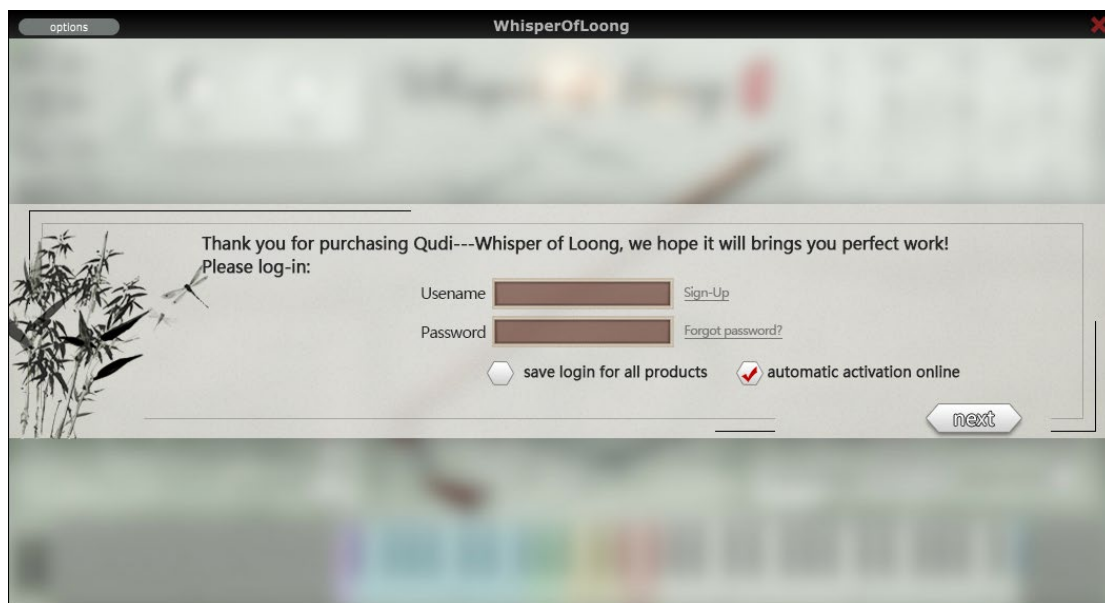 options
WhisperOfLoong
Thank you for purchasing Qudi---Whisper of Loong, we hope it will brings you perfect work!
Please log-in:
Usename
Sign-Up
Password
Forgot password?
save login for all products
automatic activation online
next